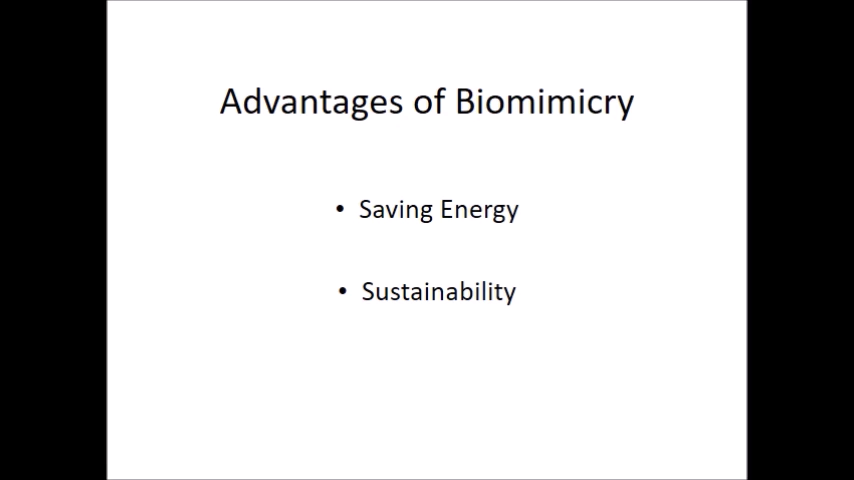 Advantages of Biomimicry
• Saving Energy
• Sustainability